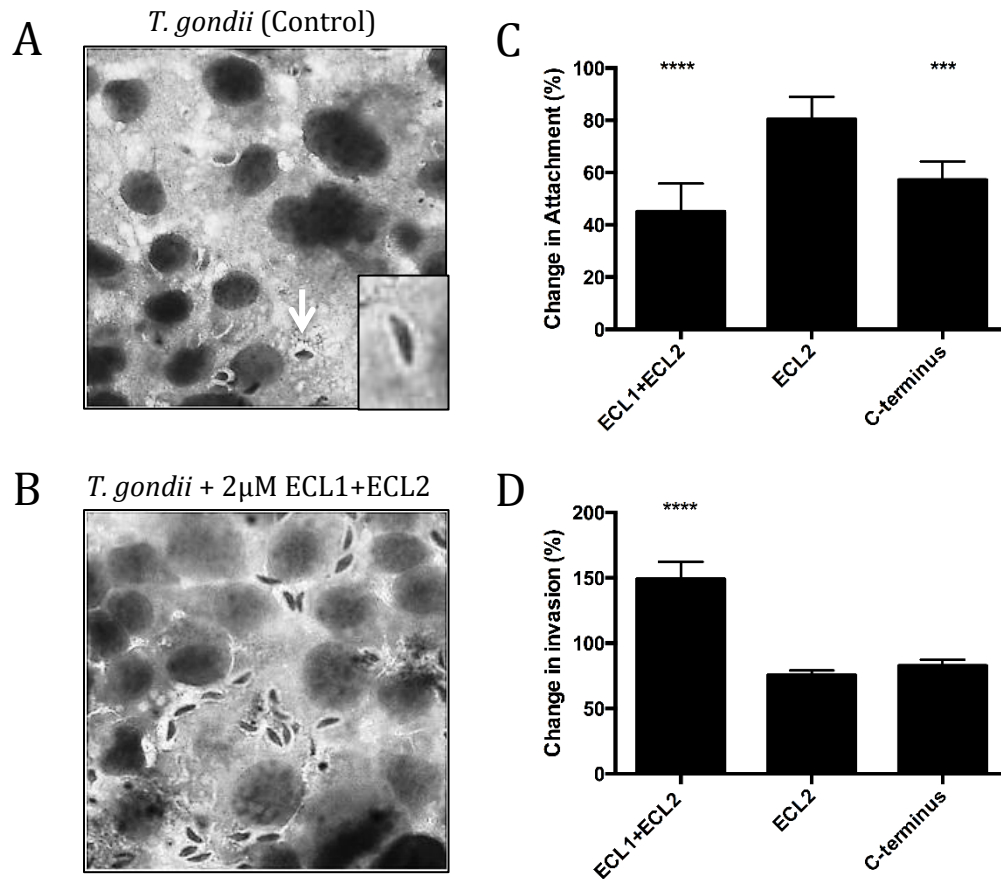 A
T. gondii (Control)
B
T. gondii + 2µM ECL1+ECL2
C
Change in Attachment (%)
100
80
60
40
20
0
****
***
ECL1+ECL2
ECL2
C-terminus
D
Change in invasion (%)
200
150
100
50
0
****
ECL1+ECL2
ECL2
C-terminus